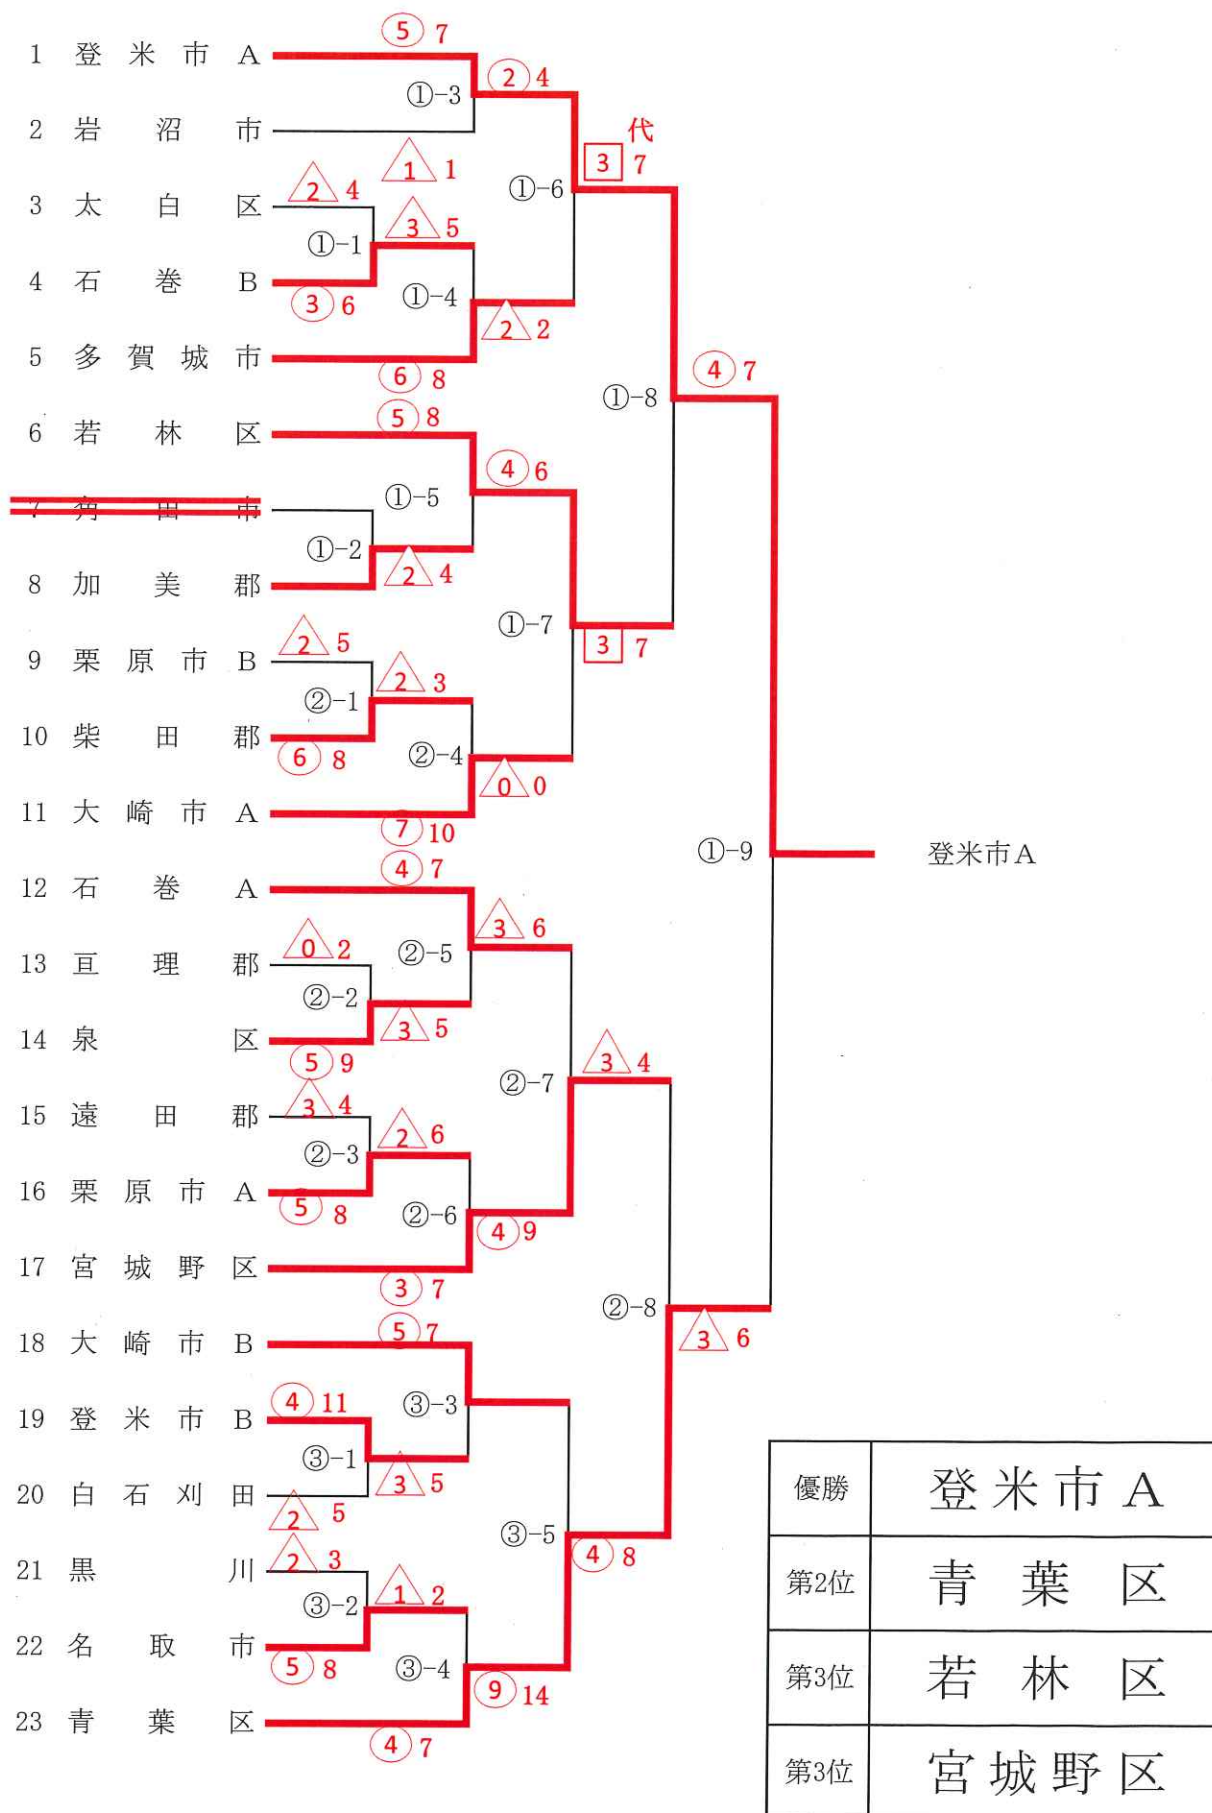 ⑤ 7
1 登米市A
② 4
①-3
代
2 岩沼市
3 7
1 1
2 4
①-6
3 太白区
3 5
①-1
4 石巻B
①-4
③ 6
2 2
5 多賀城市
④ 7
⑥ 8
①-8
⑤ 8
6 若林区
④ 6
①-5
7 角田市
①-2
2 4
8 加美郡
①-7
2 5
3 7
9 栗原市B
2 3
②-1
10 柴田郡
⑥ 8
②-4
0 0
11 大崎市A
⑦ 10
①-9
登米市A
④ 7
12 石巻A
3 6
0 2
②-5
13 亘理郡
②-2
3 5
14 泉区
⑤ 9
3 4
②-7
3 4
15 遠田郡
2 6
②-3
16 栗原市A
⑤ 8
②-6
④ 9
17 宮城野区
③ 7
②-8
⑤ 7
3 6
18 大崎市B
④ 11
③-3
19 登米市B
③-1
3 5
20 白石刈田
2 5
③-5
2 3
④ 8
21 黒川
1 2
③-2
22 名取市
⑤ 8
③-4
⑨ 14
23 青葉区
④ 7
優勝 登米市A
第2位 青葉区
第3位 若林区
第3位 宮城野区